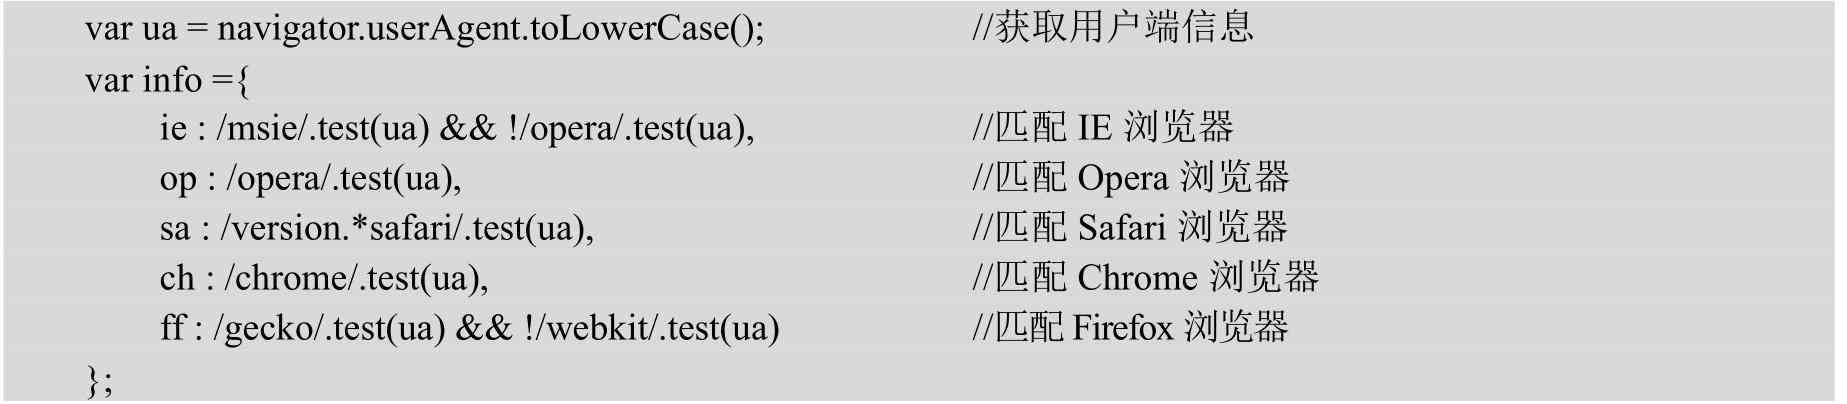 var ua = navigator.userAgent.toLowerCase(); //获取用户端信息
var info ={
ie : /msie/.test(ua) && !/opera/.test(ua), //匹配 IE 浏览器
op : /opera/.test(ua), //匹配 Opera 浏览器
sa : /version.*safari/.test(ua), //匹配 Safari 浏览器
ch : /chrome/.test(ua), //匹配 Chrome 浏览器
ff : /gecko/.test(ua) && !/webkit/.test(ua) //匹配 Firefox 浏览器
};